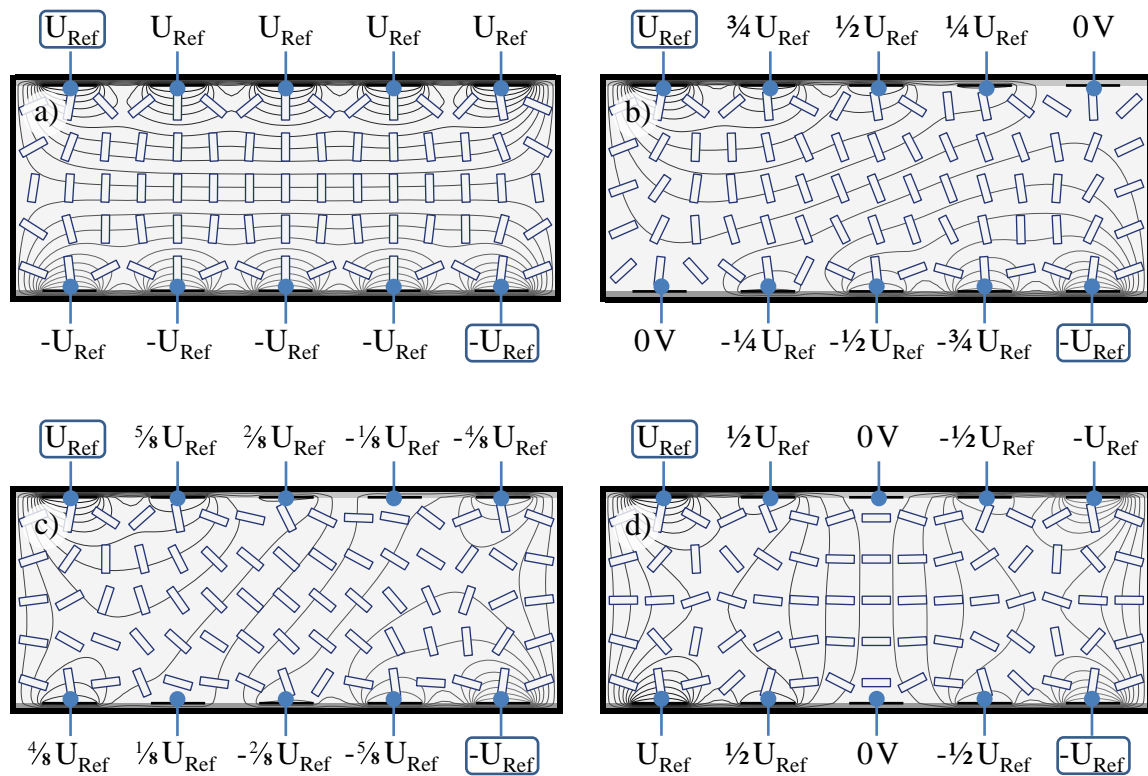 U_Ref U_Ref U_Ref U_Ref U_Ref
a)
-U_Ref -U_Ref -U_Ref -U_Ref -U_Ref
U_Ref ¾ U_Ref ½ U_Ref ¼ U_Ref 0 V
b)
0 V -¼ U_Ref -½ U_Ref -¾ U_Ref -U_Ref
U_Ref ⅝ U_Ref 2⁄8 U_Ref -⅛ U_Ref -4⁄8 U_Ref
c)
4⁄8 U_Ref ⅛ U_Ref -2⁄8 U_Ref -⅝ U_Ref -U_Ref
U_Ref ½ U_Ref 0 V -½ U_Ref -U_Ref
d)
U_Ref ½ U_Ref 0 V -½ U_Ref -U_Ref